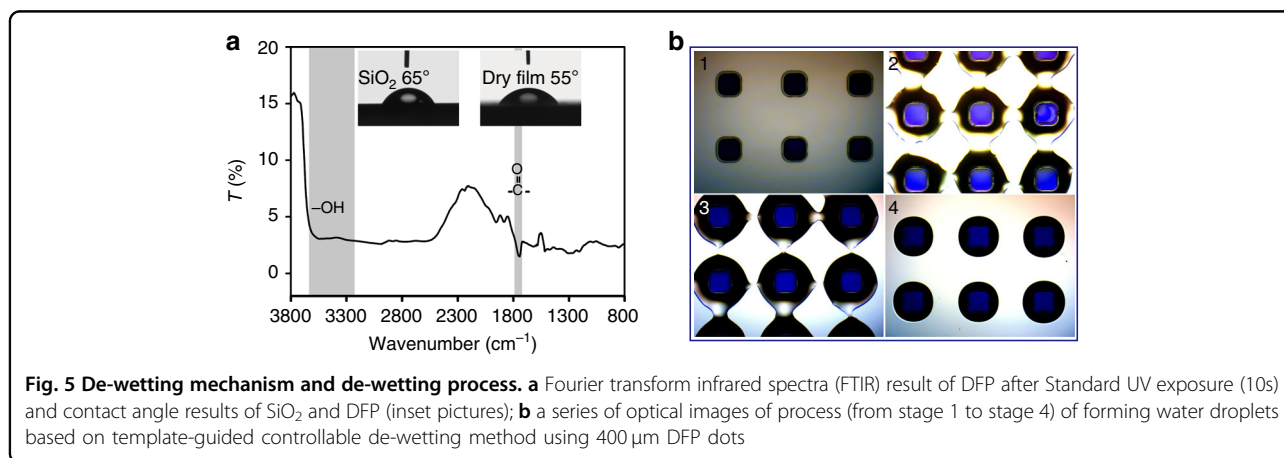 a
b
20
15
10
5
0
T (%)
SiO₂ 65°
Dry film 55°
–OH
O
=
-C-
3800 3300 2800 2300 1800 1300 800
Wavenumber (cm⁻¹)
1
2
3
4
Fig. 5 De-wetting mechanism and de-wetting process. a Fourier transform infrared spectra (FTIR) result of DFP after Standard UV exposure (10s)
and contact angle results of SiO₂ and DFP (inset pictures); b a series of optical images of process (from stage 1 to stage 4) of forming water droplets
based on template-guided controllable de-wetting method using 400 μm DFP dots